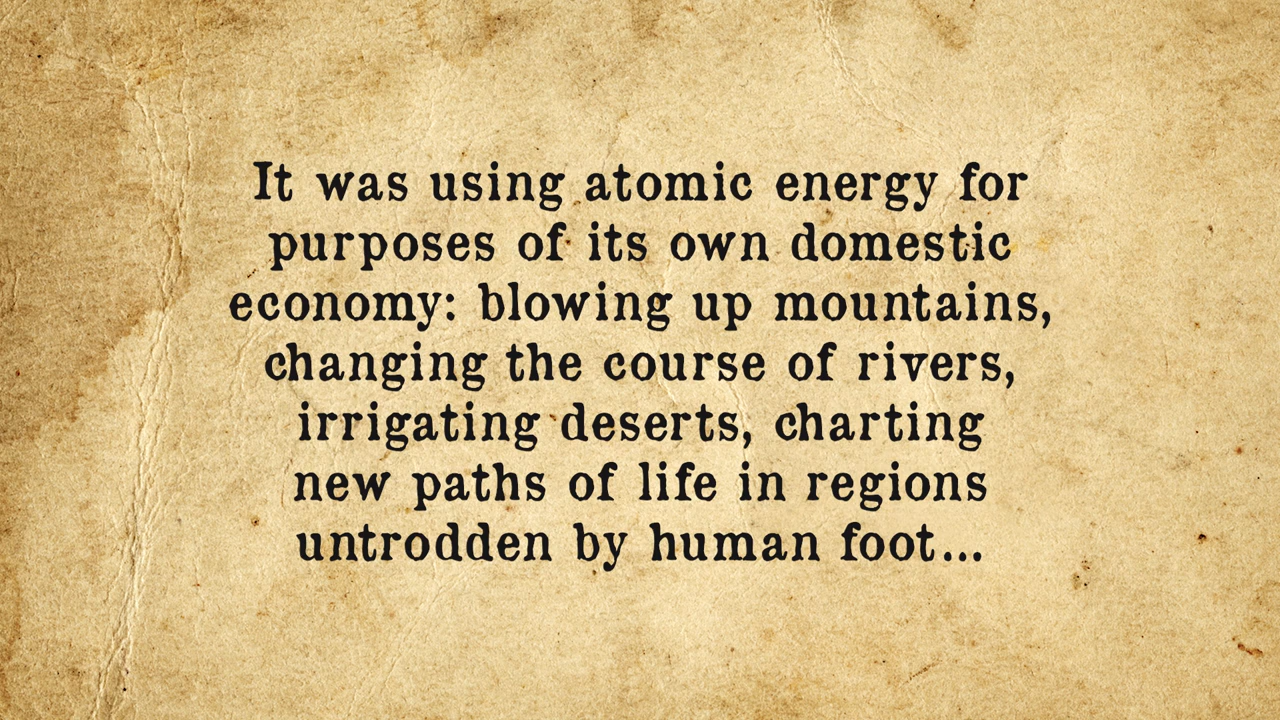 It was using atomic energy for
purposes of its own domestic
economy: blowing up mountains,
changing the course of rivers,
irrigating deserts, charting
new paths of life in regions
untrodden by human foot...